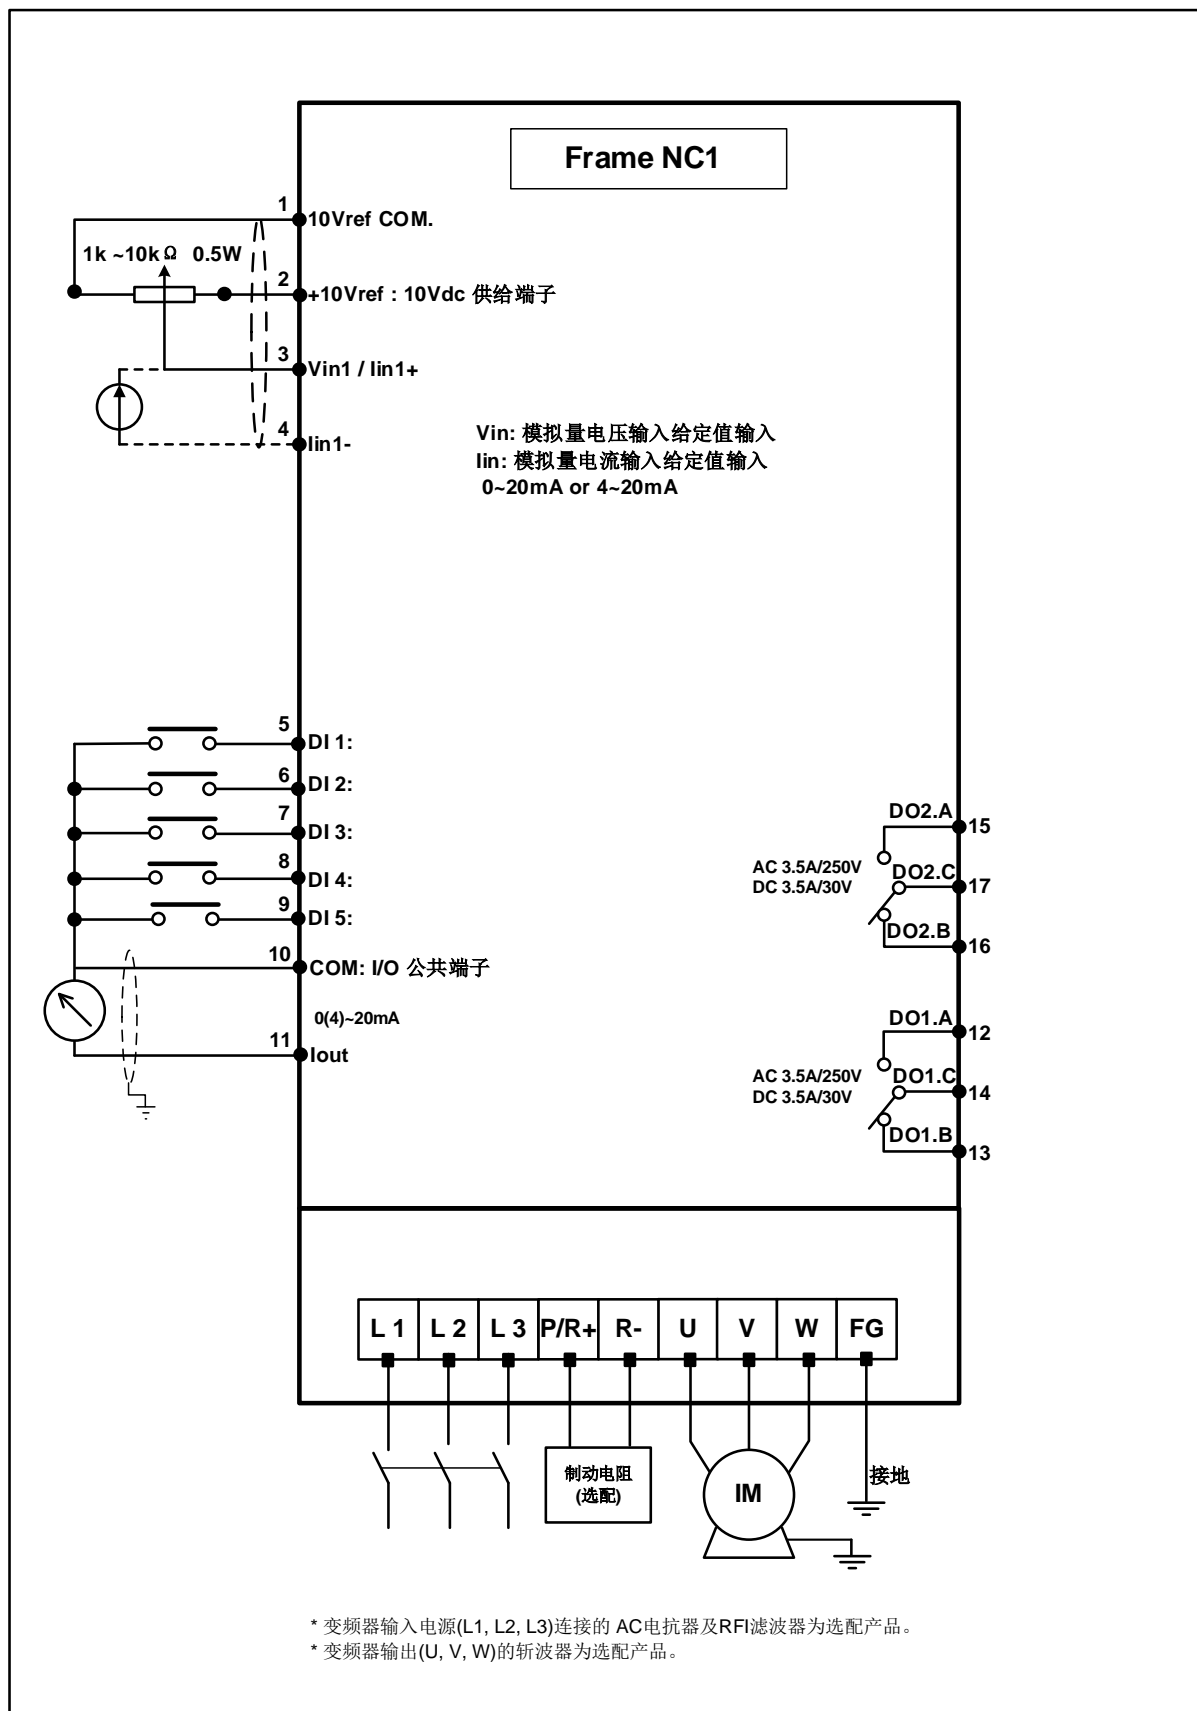 Frame NC1
1
10Vref COM.
1k ~10kΩ 0.5W
2
+10Vref : 10Vdc 供给端子
3
Vin1 / Iin1+
4
Iin1-
Vin: 模拟量电压输入给定值输入
Iin: 模拟量电流输入给定值输入
0~20mA or 4~20mA
5
DI 1:
6
DI 2:
7
DI 3:
8
DI 4:
9
DI 5:
10
COM: I/O 公共端子
0(4)~20mA
11
Iout
DO2.A
15
AC 3.5A/250V
DC 3.5A/30V
DO2.C
17
DO2.B
16
DO1.A
12
AC 3.5A/250V
DC 3.5A/30V
DO1.C
14
DO1.B
13
L 1 L 2 L 3 P/R+ R- U V W FG
制动电阻
(选配)
IM
接地
* 变频器输入电源(L1, L2, L3)连接的 AC电抗器及RFI滤波器为选配产品。
* 变频器输出(U, V, W)的斩波器为选配产品。